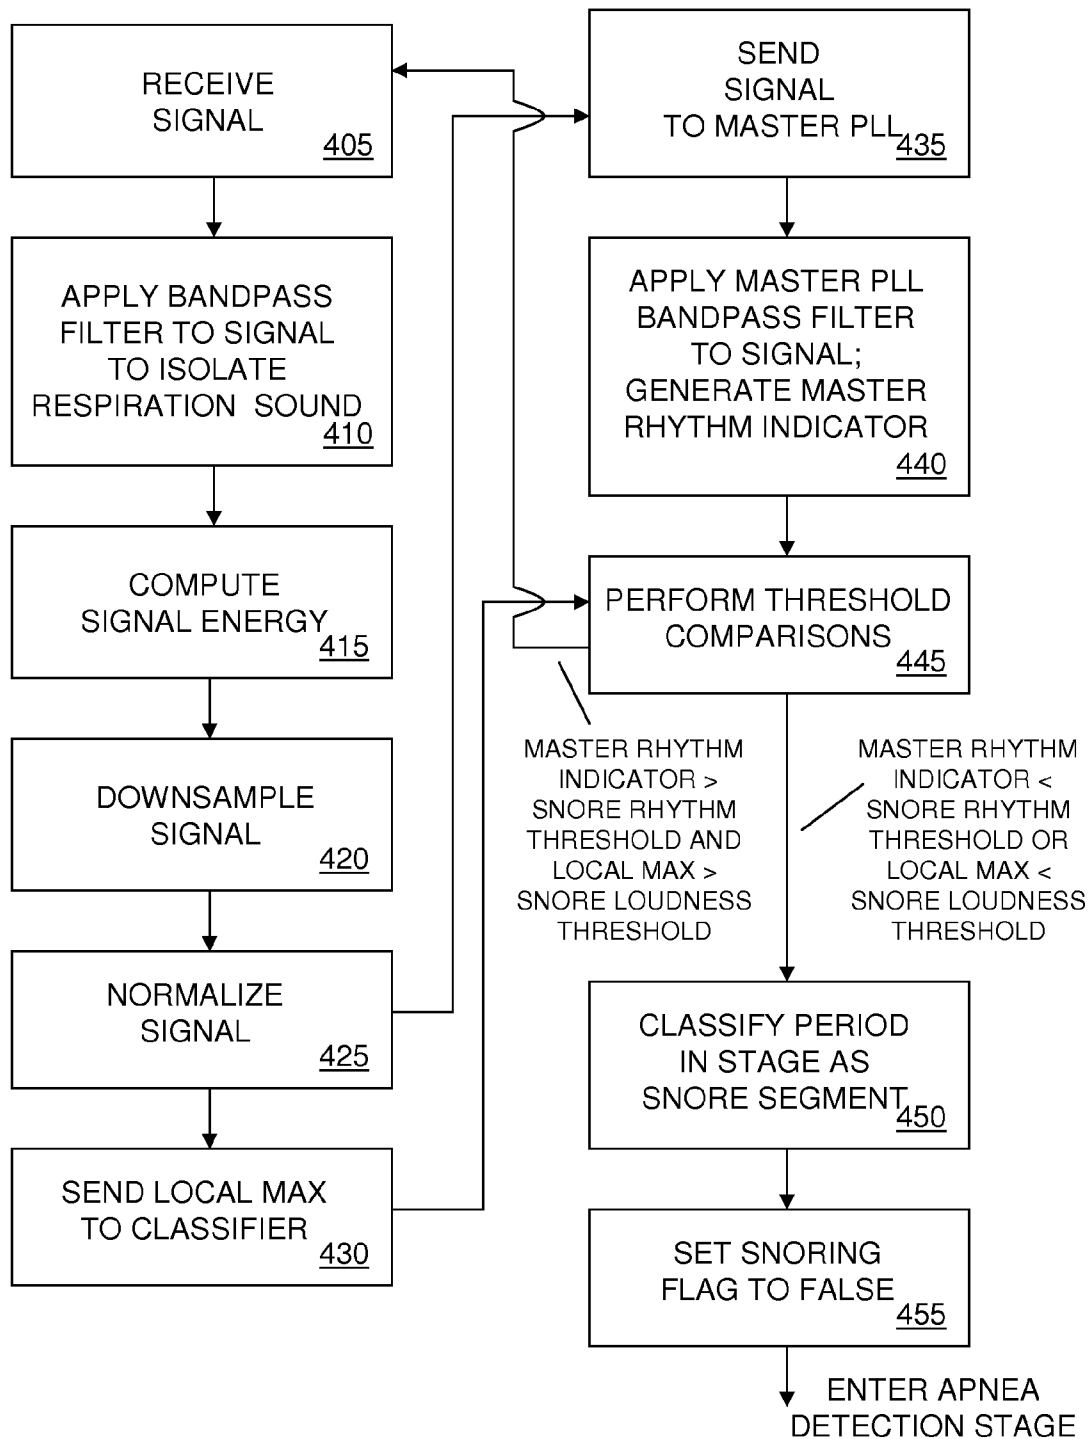 RECEIVE
SIGNAL
405
APPLY BANDPASS
FILTER TO SIGNAL
TO ISOLATE
RESPIRATION SOUND
410
COMPUTE
SIGNAL ENERGY
415
DOWNSAMPLE
SIGNAL
420
NORMALIZE
SIGNAL
425
SEND LOCAL MAX
TO CLASSIFIER
430
SEND
SIGNAL
TO MASTER PLL
435
APPLY MASTER PLL
BANDPASS FILTER
TO SIGNAL;
GENERATE MASTER
RHYTHM INDICATOR
440
PERFORM THRESHOLD
COMPARISONS
445
MASTER RHYTHM
INDICATOR >
SNORE RHYTHM
THRESHOLD AND
LOCAL MAX >
SNORE LOUDNESS
THRESHOLD
MASTER RHYTHM
INDICATOR <
SNORE RHYTHM
THRESHOLD OR
LOCAL MAX <
SNORE LOUDNESS
THRESHOLD
CLASSIFY PERIOD
IN STAGE AS
SNORE SEGMENT
450
SET SNORING
FLAG TO FALSE
455
ENTER APNEA
DETECTION STAGE